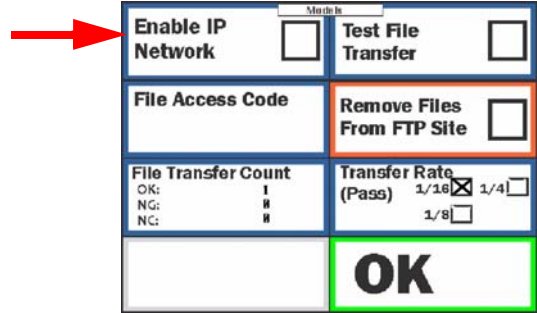 Models
Enable IP
Network
Test File
Transfer
File Access Code
Remove Files
From FTP Site
File Transfer Count
OK: 1
NG: 0
NC: 0
Transfer Rate
(Pass) 1/16 1/4
1/8
OK